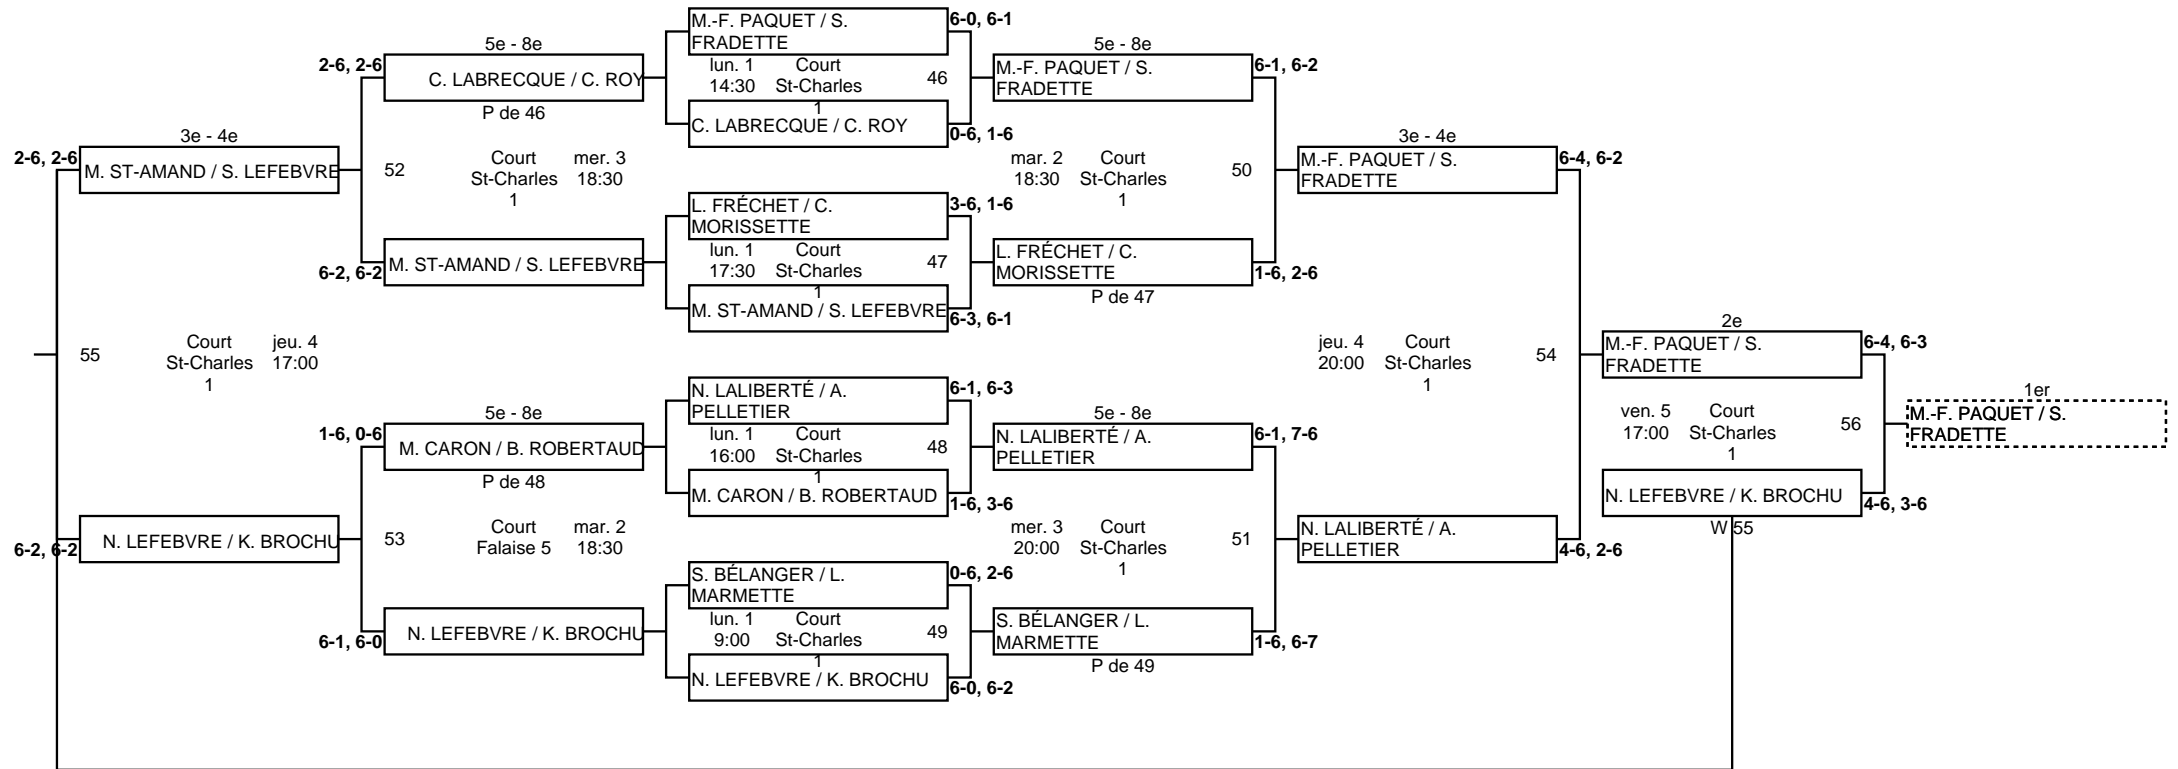 M.-F. PAQUET / S.
FRADETTE
6-0, 6-1
5e - 8e
5e - 8e
2-6, 2-6
C. LABRECQUE / C. ROY
P de 46
lun. 1
14:30
Court
St-Charles
1
46
M.-F. PAQUET / S.
FRADETTE
6-1, 6-2
C. LABRECQUE / C. ROY
0-6, 1-6
3e - 4e
2-6, 2-6
M. ST-AMAND / S. LEFEBVRE
52
Court
St-Charles
1
mer. 3
18:30
mar. 2
18:30
Court
St-Charles
1
50
3e - 4e
M.-F. PAQUET / S.
FRADETTE
6-4, 6-2
L. FRÉCHET / C.
MORISSETTE
3-6, 1-6
6-2, 6-2
M. ST-AMAND / S. LEFEBVRE
lun. 1
17:30
Court
St-Charles
1
47
L. FRÉCHET / C.
MORISSETTE
1-6, 2-6
P de 47
M. ST-AMAND / S. LEFEBVRE
6-3, 6-1
55
Court
St-Charles
1
jeu. 4
17:00
jeu. 4
20:00
Court
St-Charles
1
54
2e
M.-F. PAQUET / S.
FRADETTE
6-4, 6-3
N. LALIBERTÉ / A.
PELLETIER
6-1, 6-3
5e - 8e
5e - 8e
1-6, 0-6
M. CARON / B. ROBERTAUD
P de 48
lun. 1
16:00
Court
St-Charles
1
48
N. LALIBERTÉ / A.
PELLETIER
6-1, 7-6
ven. 5
17:00
Court
St-Charles
1
56
1er
M.-F. PAQUET / S.
FRADETTE
M. CARON / B. ROBERTAUD
1-6, 3-6
N. LEFEBVRE / K. BROCHU
4-6, 3-6
W 55
6-2, 6-2
N. LEFEBVRE / K. BROCHU
53
Court
Falaise 5
mar. 2
18:30
mer. 3
20:00
Court
St-Charles
1
51
N. LALIBERTÉ / A.
PELLETIER
4-6, 2-6
S. BÉLANGER / L.
MARMETTE
0-6, 2-6
6-1, 6-0
N. LEFEBVRE / K. BROCHU
lun. 1
9:00
Court
St-Charles
1
49
S. BÉLANGER / L.
MARMETTE
1-6, 6-7
P de 49
N. LEFEBVRE / K. BROCHU
6-0, 6-2